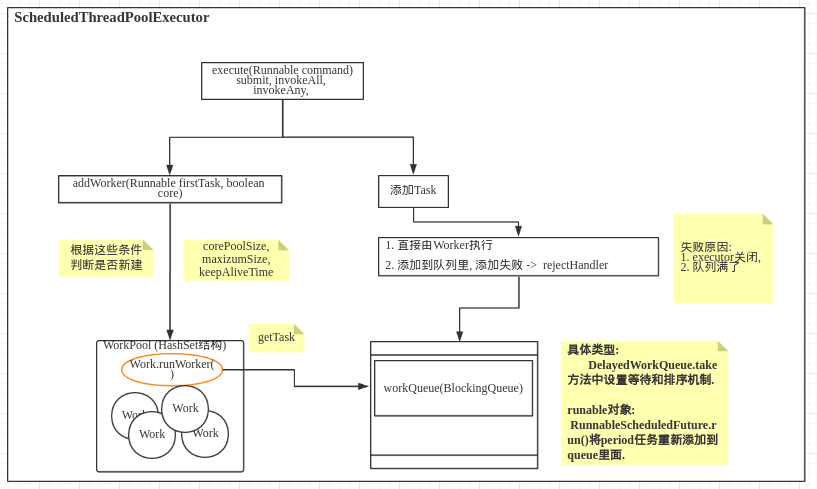 ScheduledThreadPoolExecutor
execute(Runnable command)
submit, invokeAll,
invokeAny,
addWorker(Runnable firstTask, boolean
core)
添加Task
根据这些条件
判断是否新建
corePoolSize,
maxizumSize,
keepAliveTime
1. 直接由Worker执行
2. 添加到队列里, 添加失败 -> rejectHandler
失败原因:
1. executor关闭,
2. 队列满了
getTask
WorkPool (HashSet结构)
Work.runWorker(
)
Work
Work
Work
Work
workQueue(BlockingQueue)
具体类型:
DelayedWorkQueue.take
方法中设置等待和排序机制.
runable对象:
RunnableScheduledFuture.r
un()将period任务重新添加到
queue里面.